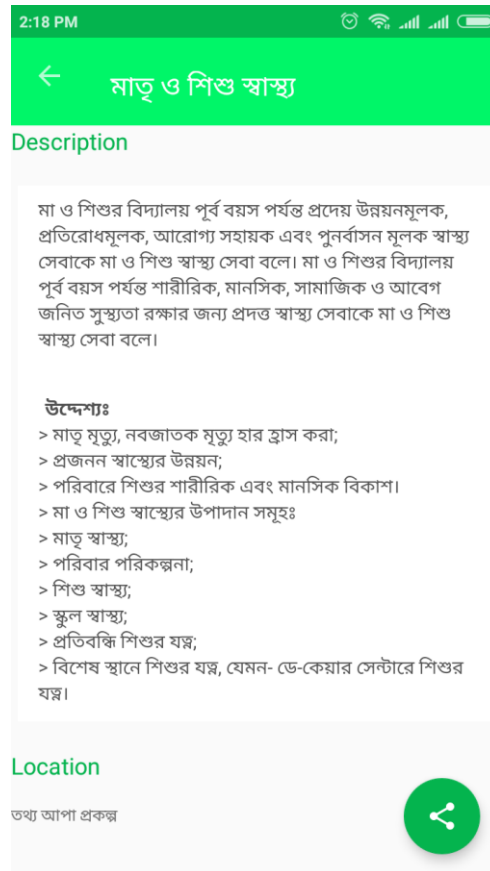 2:18 PM
মাতৃ ও শিশু স্বাস্থ্য
Description
মা ও শিশুর বিদ্যালয় পূর্ব বয়স পর্যন্ত প্রদেয় উন্নয়নমূলক,
প্রতিরোধমূলক, আরোগ্য সহায়ক এবং পুনর্বাসন মূলক স্বাস্থ্য
সেবাকে মা ও শিশু স্বাস্থ্য সেবা বলে। মা ও শিশুর বিদ্যালয়
পূর্ব বয়স পর্যন্ত শারীরিক, মানসিক, সামাজিক ও আবেগ
জনিত সুস্থ্যতা রক্ষার জন্য প্রদত্ত স্বাস্থ্য সেবাকে মা ও শিশু
স্বাস্থ্য সেবা বলে।
উদ্দেশ্যঃ
> মাতৃ মৃত্যু, নবজাতক মৃত্যু হার হ্রাস করা;
> প্রজনন স্বাস্থ্যের উন্নয়ন;
> পরিবারে শিশুর শারীরিক এবং মানসিক বিকাশ।
> মা ও শিশু স্বাস্থ্যের উপাদান সমূহঃ
> মাতৃ স্বাস্থ্য;
> পরিবার পরিকল্পনা;
> শিশু স্বাস্থ্য;
> স্কুল স্বাস্থ্য;
> প্রতিবন্ধি শিশুর যত্ন;
> বিশেষ স্থানে শিশুর যত্ন, যেমন- ডে-কেয়ার সেন্টারে শিশুর
যত্ন।
Location
তথ্য আপা প্রকল্প